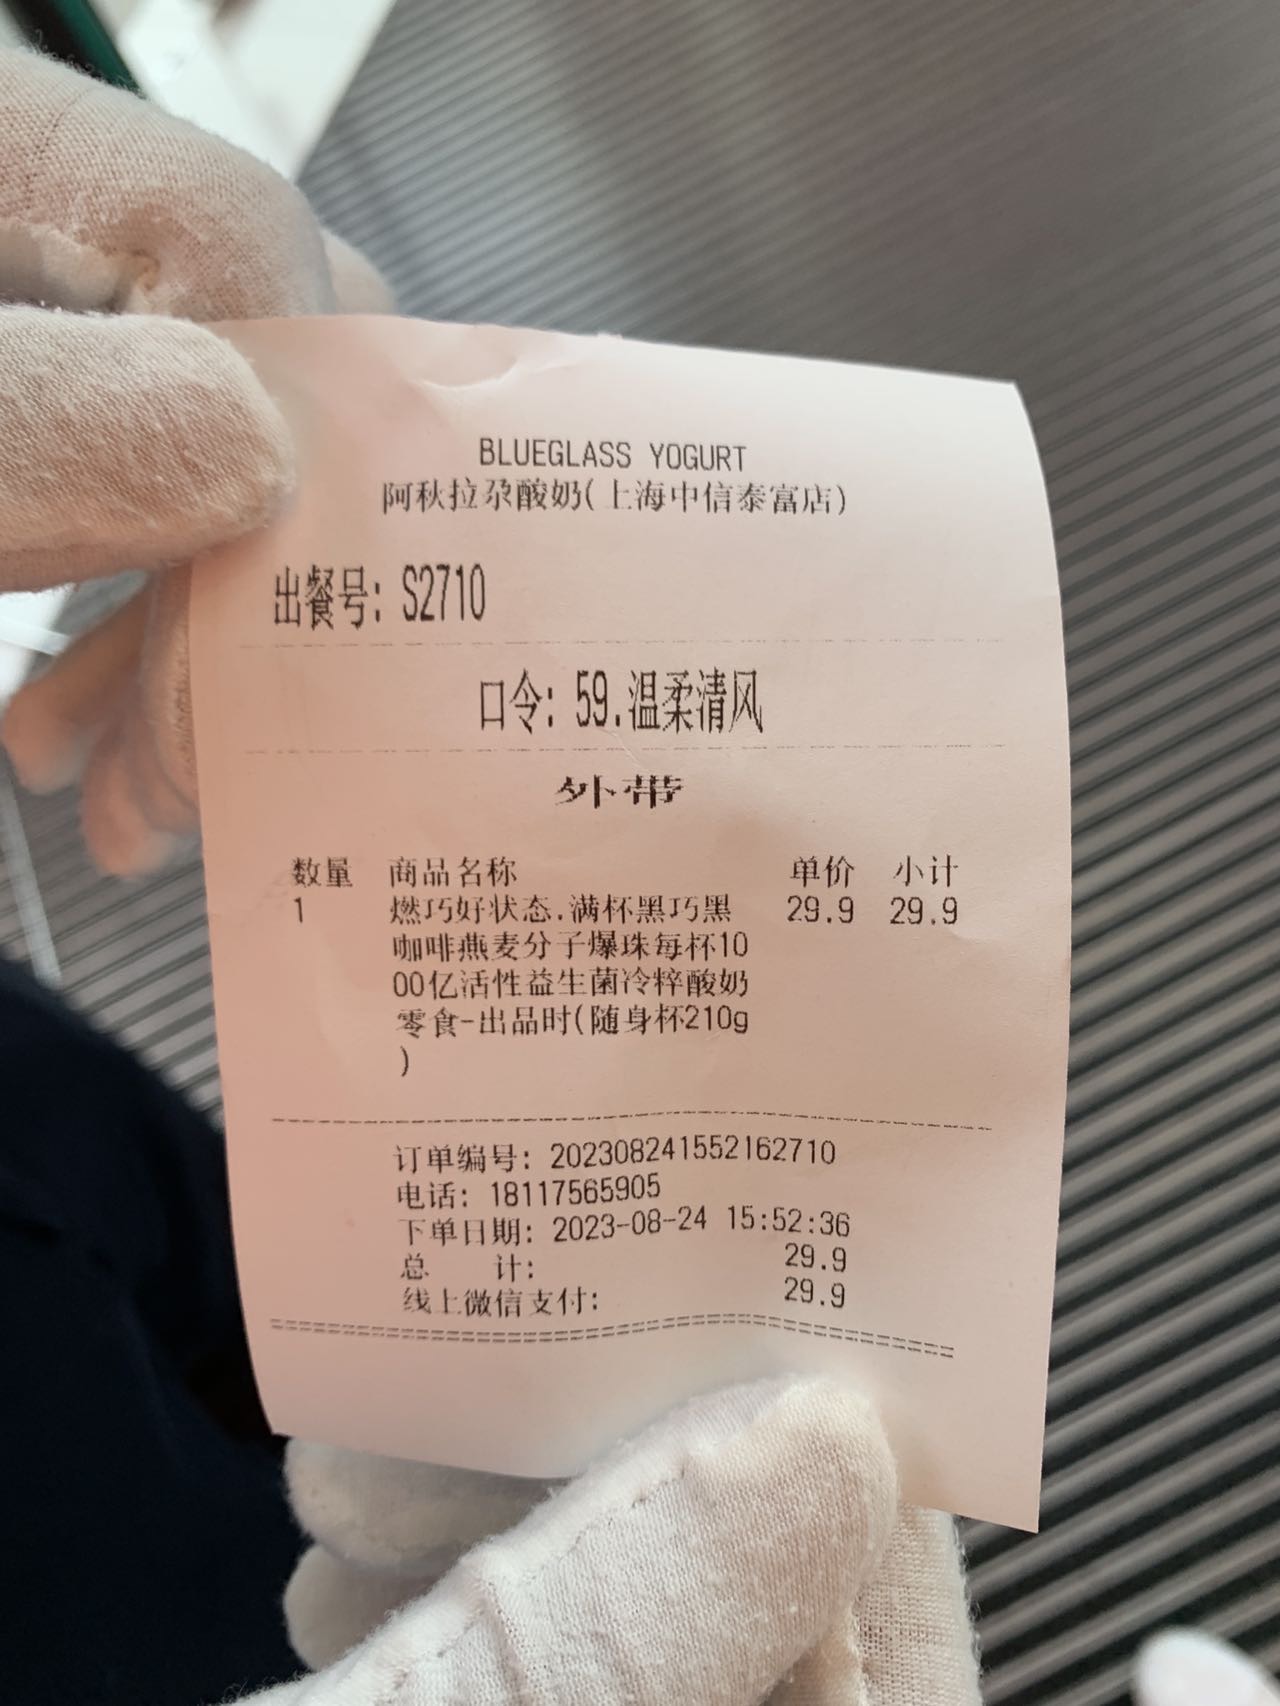 BLUEGLASS YOGURT
阿秋拉尕酸奶(上海中信泰富店)
出餐号: S2710
口令: 59.温柔清风
外带
数量 商品名称 单价 小计
1 燃巧好状态.满杯黑巧黑 29.9 29.9
咖啡燕麦分子爆珠每杯10
00亿活性益生菌冷粹酸奶
零食-出品时(随身杯210g
)
订单编号: 202308241552162710
电话: 18117565905
下单日期: 2023-08-24 15:52:36
总 计: 29.9
线上微信支付: 29.9